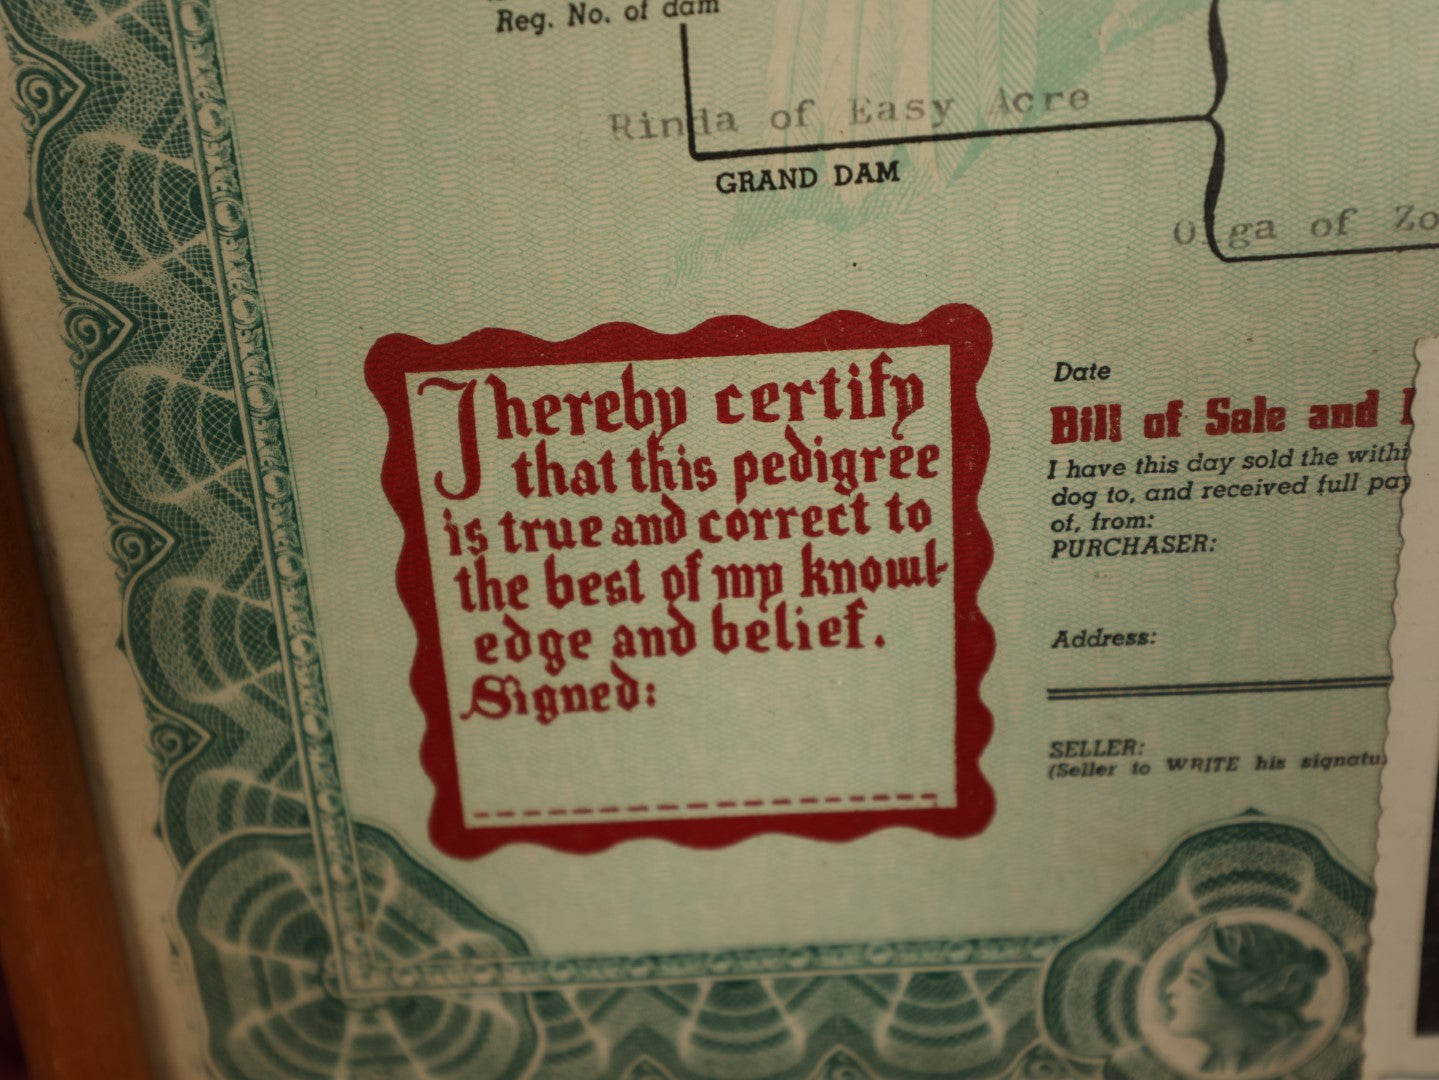 Reg. No. of dam
Rinda of Easy Acre
GRAND DAM
Olga of
I hereby certify
that this pedigree
is true and correct to
the best of my knowl-
edge and belief.
Signed:
Date
Bill of Sale and
I have this day sold the
dog to, and received full
of, from:
PURCHASER:
Address:
SELLER:
(Seller to WRITE his